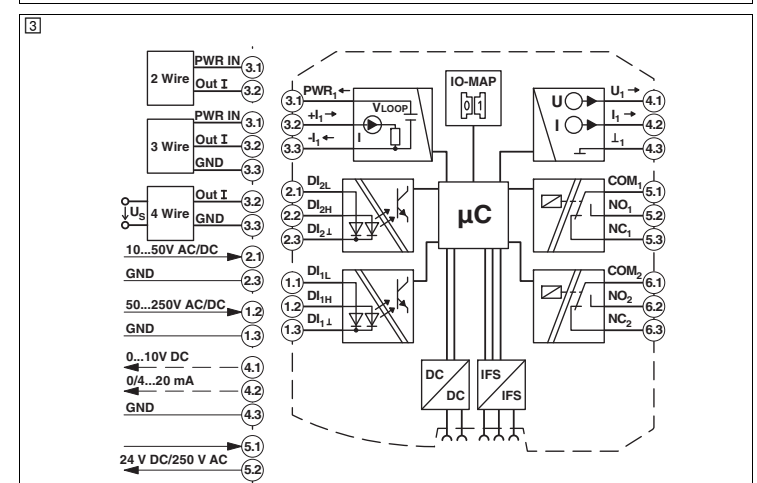 3
2 Wire
PWR IN
3.1
Out I
3.2
3 Wire
PWR IN
3.1
Out I
3.2
GND
3.3
US
4 Wire
Out I
3.2
GND
3.3
10...50V AC/DC
2.1
GND
2.3
50...250V AC/DC
1.2
GND
1.3
0...10V DC
4.1
0/4...20 mA
4.2
GND
4.3
5.1
24 V DC/250 V AC
5.2
3.1
PWR1
3.2
+I1
3.3
-I1
VLOOP
I
IO-MAP
0 1
U
I
U1
4.1
I1
4.2
⊥1
4.3
2.1
DI2L
2.2
DI2H
2.3
DI2⊥
µC
COM1
5.1
NO1
5.2
NC1
5.3
1.1
DI1L
1.2
DI1H
1.3
DI1⊥
COM2
6.1
NO2
6.2
NC2
6.3
DC
DC
IFS
IFS